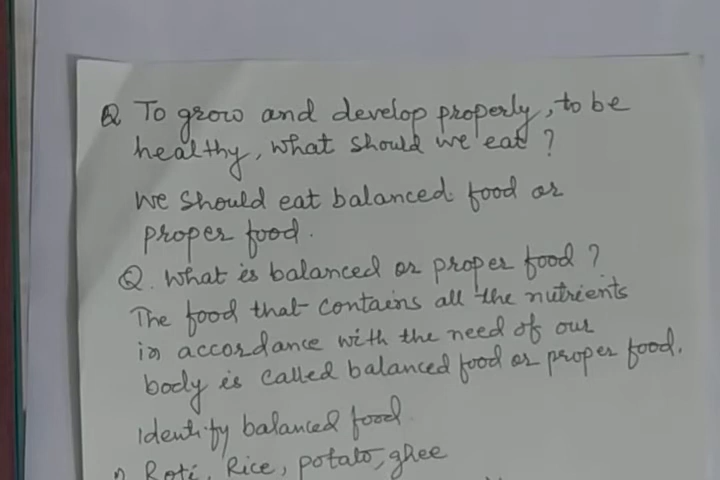 Q To grow and develop properly, to be
healthy, what should we eat ?
We should eat balanced food or
proper food.
Q. What is balanced or proper food ?
The food that contains all the nutrients
in accordance with the need of our
body is called balanced food or proper food.
Identify balanced food
1) Roti, Rice, potato, ghee